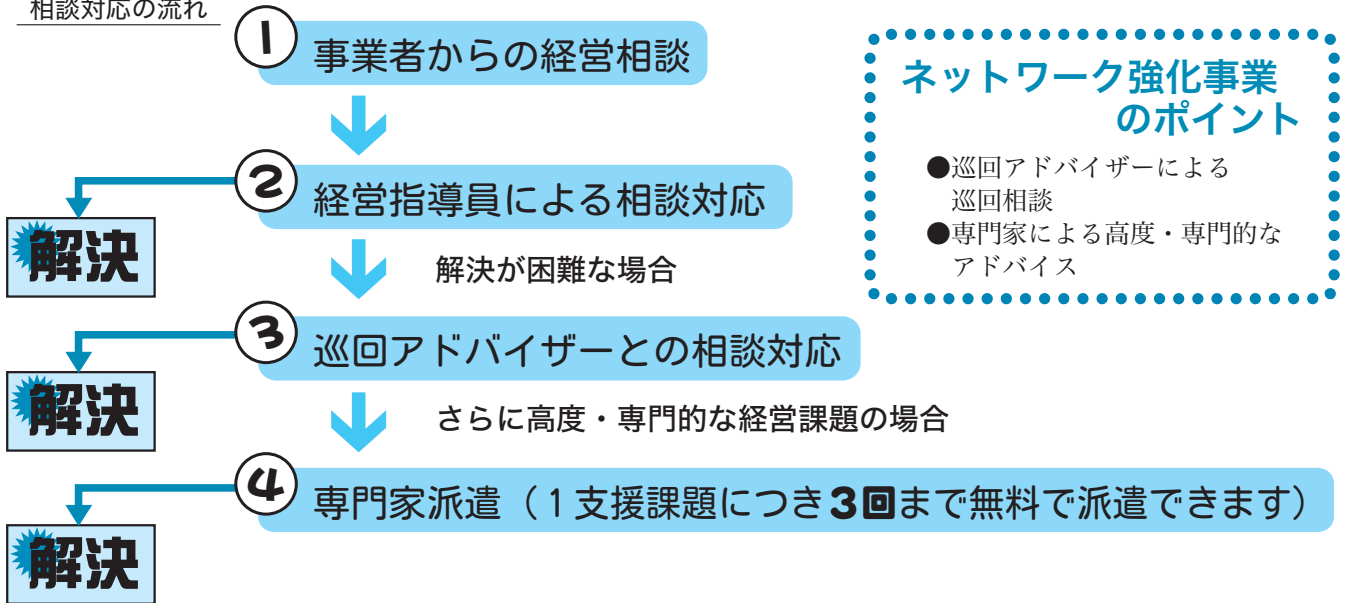 相談対応の流れ
1 事業者からの経営相談
2 経営指導員による相談対応
解決
解決が困難な場合
3 巡回アドバイザーとの相談対応
解決
さらに高度・専門的な経営課題の場合
4 専門家派遣（1支援課題につき3回まで無料で派遣できます）
解決
ネットワーク強化事業
のポイント
●巡回アドバイザーによる
巡回相談
●専門家による高度・専門的な
アドバイス